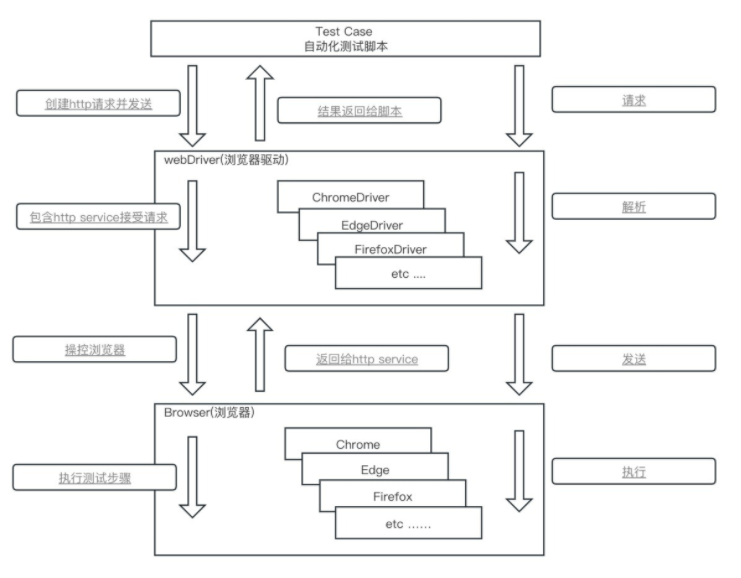 Test Case
自动化测试脚本
创建http请求并发送
结果返回给脚本
请求
webDriver(浏览器驱动)
包含http service接受请求
ChromeDriver
EdgeDriver
FirefoxDriver
etc ....
解析
操控浏览器
返回给http service
发送
Browser(浏览器)
执行测试步骤
Chrome
Edge
Firefox
etc ……
执行